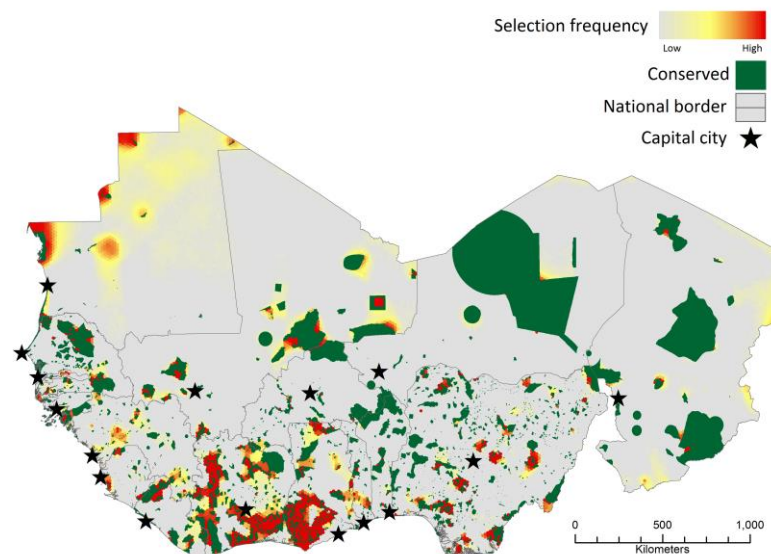 Selection frequency
Low High
Conserved
National border
Capital city
0 500 1,000
Kilometers